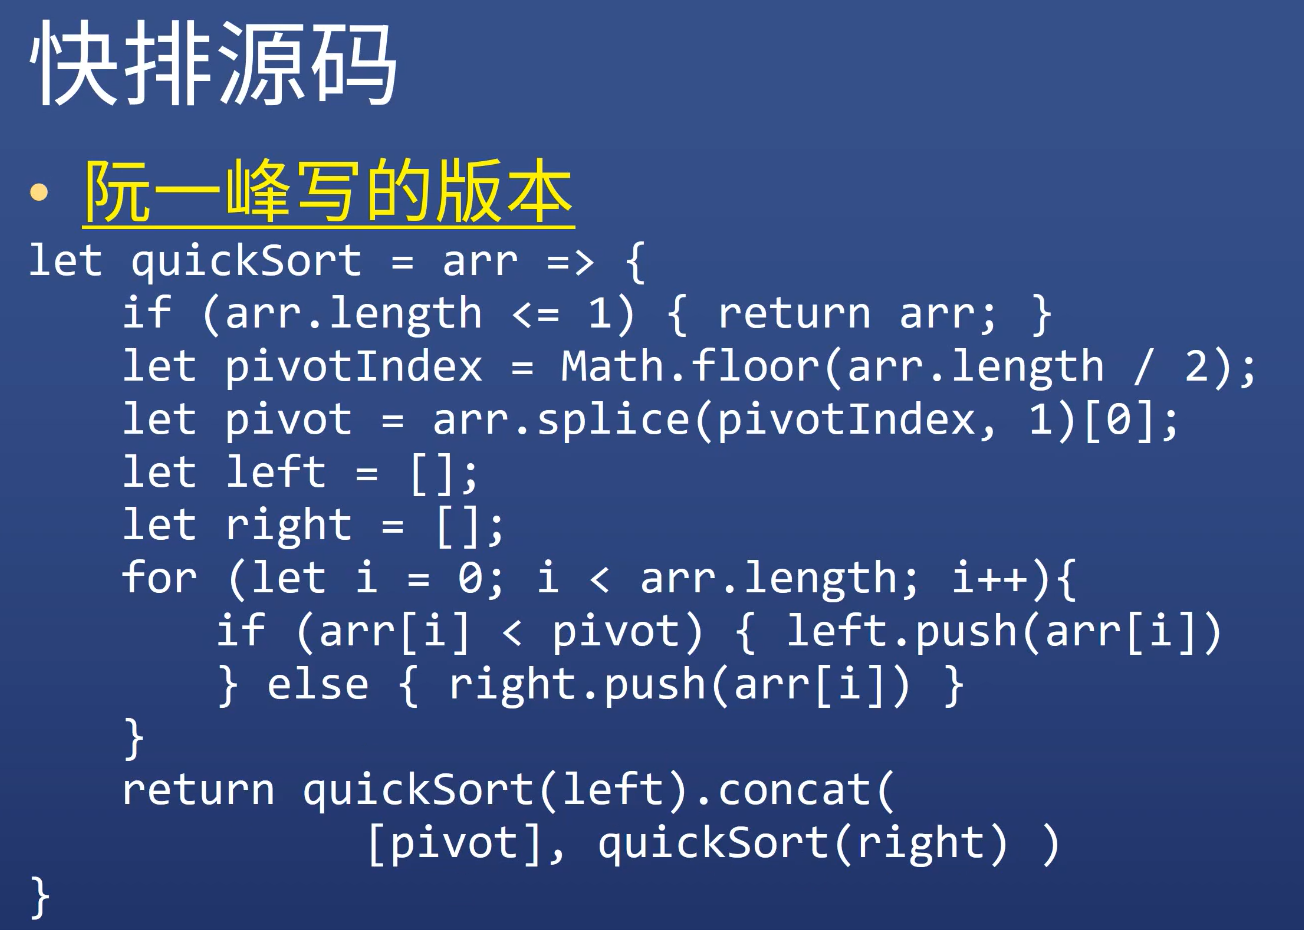 快排源码
• 阮一峰写的版本
let quickSort = arr => {
    if (arr.length <= 1) { return arr; }
    let pivotIndex = Math.floor(arr.length / 2);
    let pivot = arr.splice(pivotIndex, 1)[0];
    let left = [];
    let right = [];
    for (let i = 0; i < arr.length; i++){
        if (arr[i] < pivot) { left.push(arr[i])
        } else { right.push(arr[i]) }
    }
    return quickSort(left).concat(
             [pivot], quickSort(right) )
}